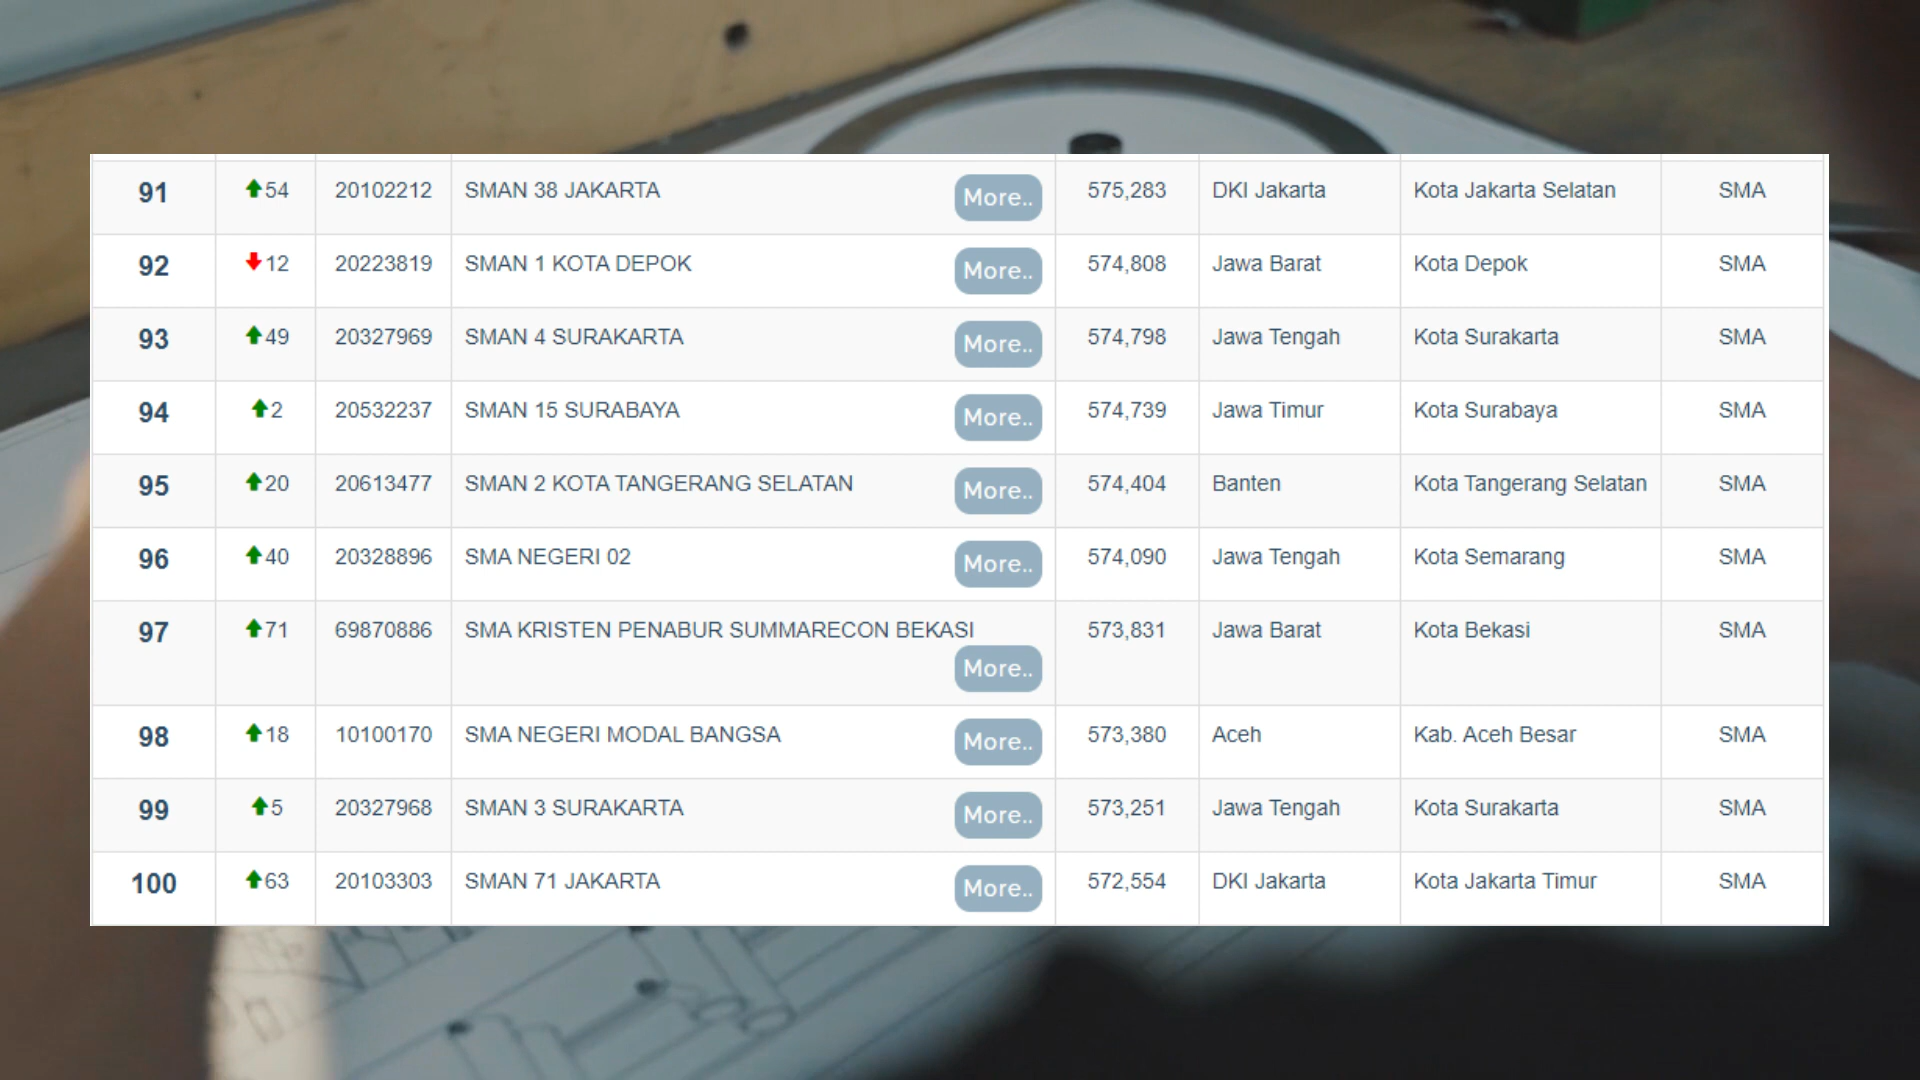 91 54 20102212 SMAN 38 JAKARTA More.. 575,283 DKI Jakarta Kota Jakarta Selatan SMA
92 12 20223819 SMAN 1 KOTA DEPOK More.. 574,808 Jawa Barat Kota Depok SMA
93 49 20327969 SMAN 4 SURAKARTA More.. 574,798 Jawa Tengah Kota Surakarta SMA
94 2 20532237 SMAN 15 SURABAYA More.. 574,739 Jawa Timur Kota Surabaya SMA
95 20 20613477 SMAN 2 KOTA TANGERANG SELATAN More.. 574,404 Banten Kota Tangerang Selatan SMA
96 40 20328896 SMA NEGERI 02 More.. 574,090 Jawa Tengah Kota Semarang SMA
97 71 69870886 SMA KRISTEN PENABUR SUMMARECON BEKASI 573,831 Jawa Barat Kota Bekasi SMA
More..
98 18 10100170 SMA NEGERI MODAL BANGSA More.. 573,380 Aceh Kab. Aceh Besar SMA
99 5 20327968 SMAN 3 SURAKARTA More.. 573,251 Jawa Tengah Kota Surakarta SMA
100 63 20103303 SMAN 71 JAKARTA More.. 572,554 DKI Jakarta Kota Jakarta Timur SMA